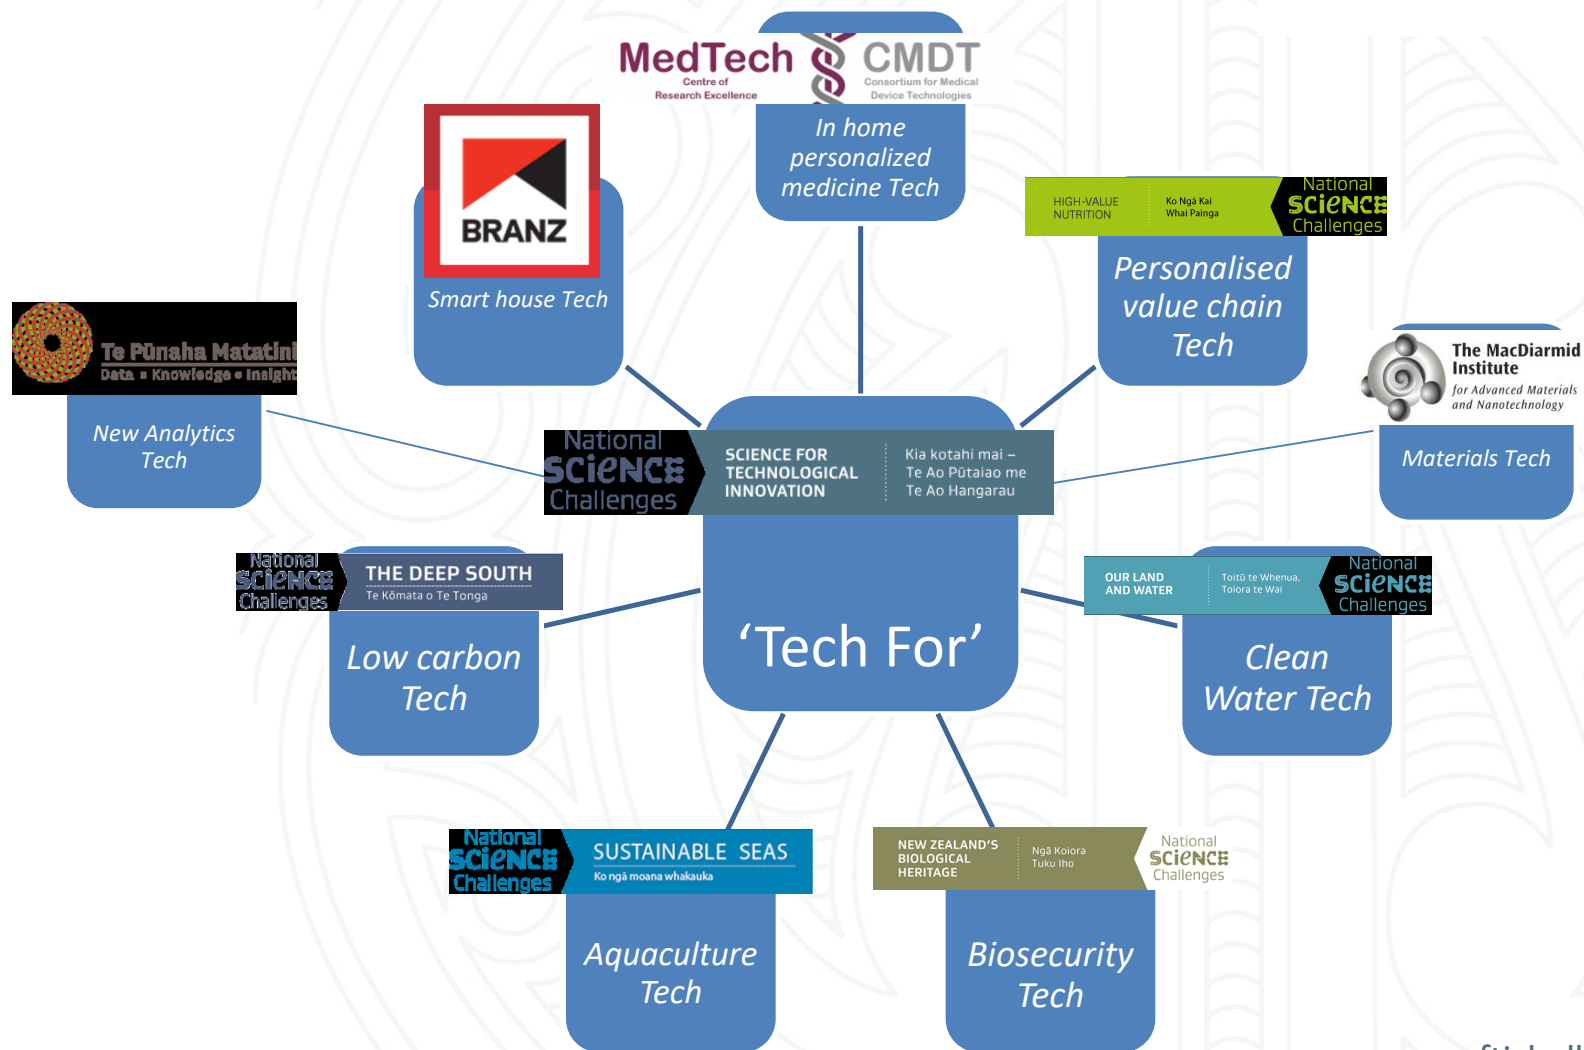 MedTech
Centre of
Research Excellence
CMDT
Consortium for Medical
Device Technologies
In home
personalized
medicine Tech
BRANZ
Smart house Tech
HIGH-VALUE
NUTRITION
Ko Ngā Kai
Whai Painga
National
SCiENCE
Challenges
Personalised
value chain
Tech
Te Pūnaha Matatini
Data • Knowledge • Insight
New Analytics
Tech
The MacDiarmid
Institute
for Advanced Materials
and Nanotechnology
Materials Tech
National
SCiENCE
Challenges
SCIENCE FOR
TECHNOLOGICAL
INNOVATION
Kia kotahi mai –
Te Ao Pūtaiao me
Te Ao Hangarau
‘Tech For’
National
SCiENCE
Challenges
THE DEEP SOUTH
Te Kōmata o Te Tonga
Low carbon
Tech
OUR LAND
AND WATER
Toitū te Whenua,
Toiora te Wai
National
SCiENCE
Challenges
Clean
Water Tech
National
SCiENCE
Challenges
SUSTAINABLE SEAS
Ko ngā moana whakauka
Aquaculture
Tech
NEW ZEALAND'S
BIOLOGICAL
HERITAGE
Ngā Koiora
Tuku Iho
National
SCiENCE
Challenges
Biosecurity
Tech